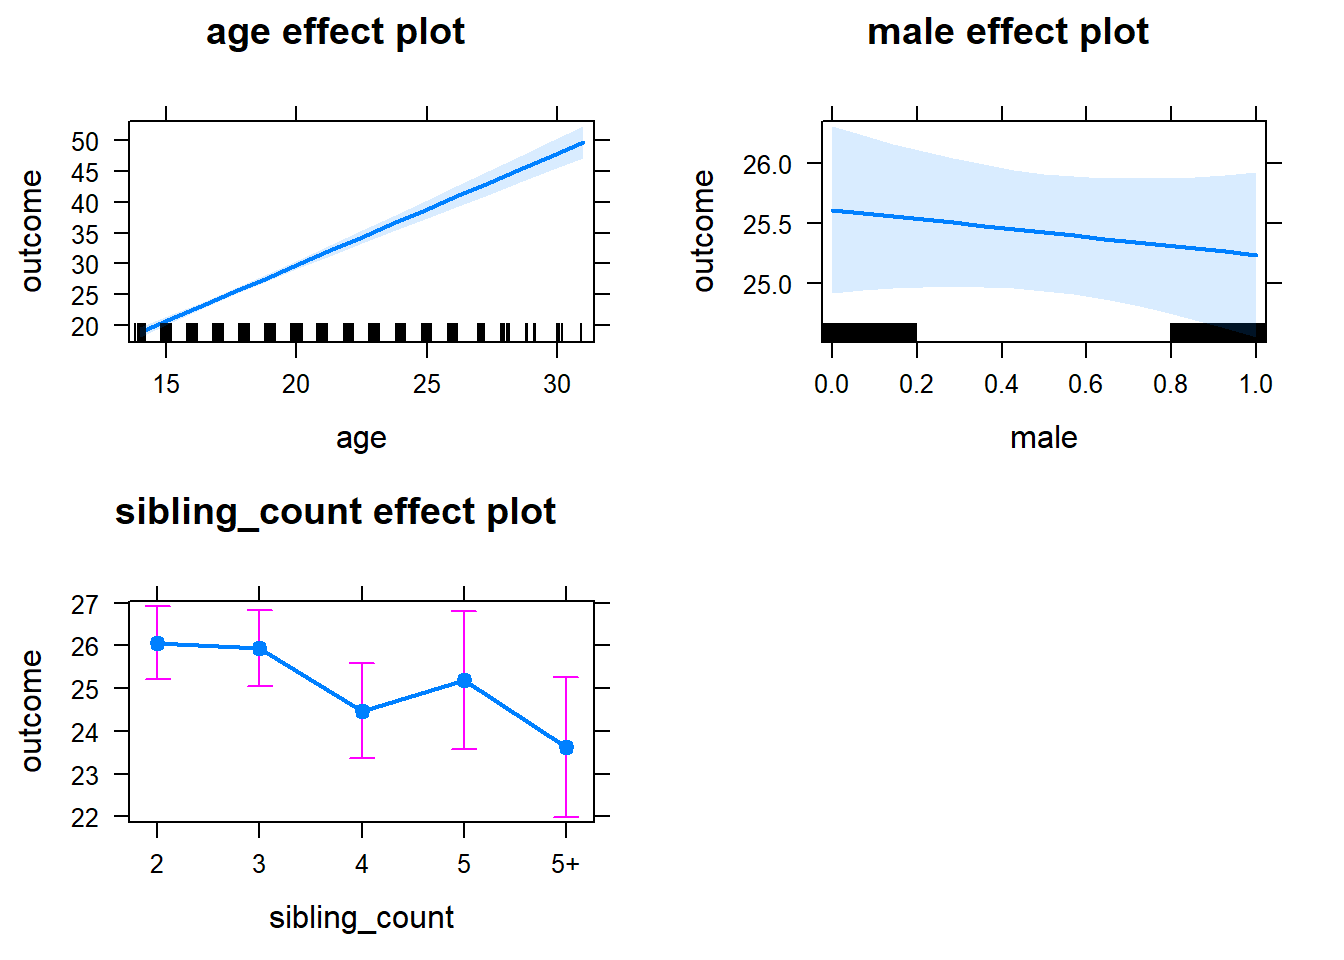 age effect plot
outcome
50
45
40
35
30
25
20
15 20 25 30
age
male effect plot
outcome
26.0
25.5
25.0
0.0 0.2 0.4 0.6 0.8 1.0
male
sibling_count effect plot
outcome
27
26
25
24
23
22
2 3 4 5 5+
sibling_count